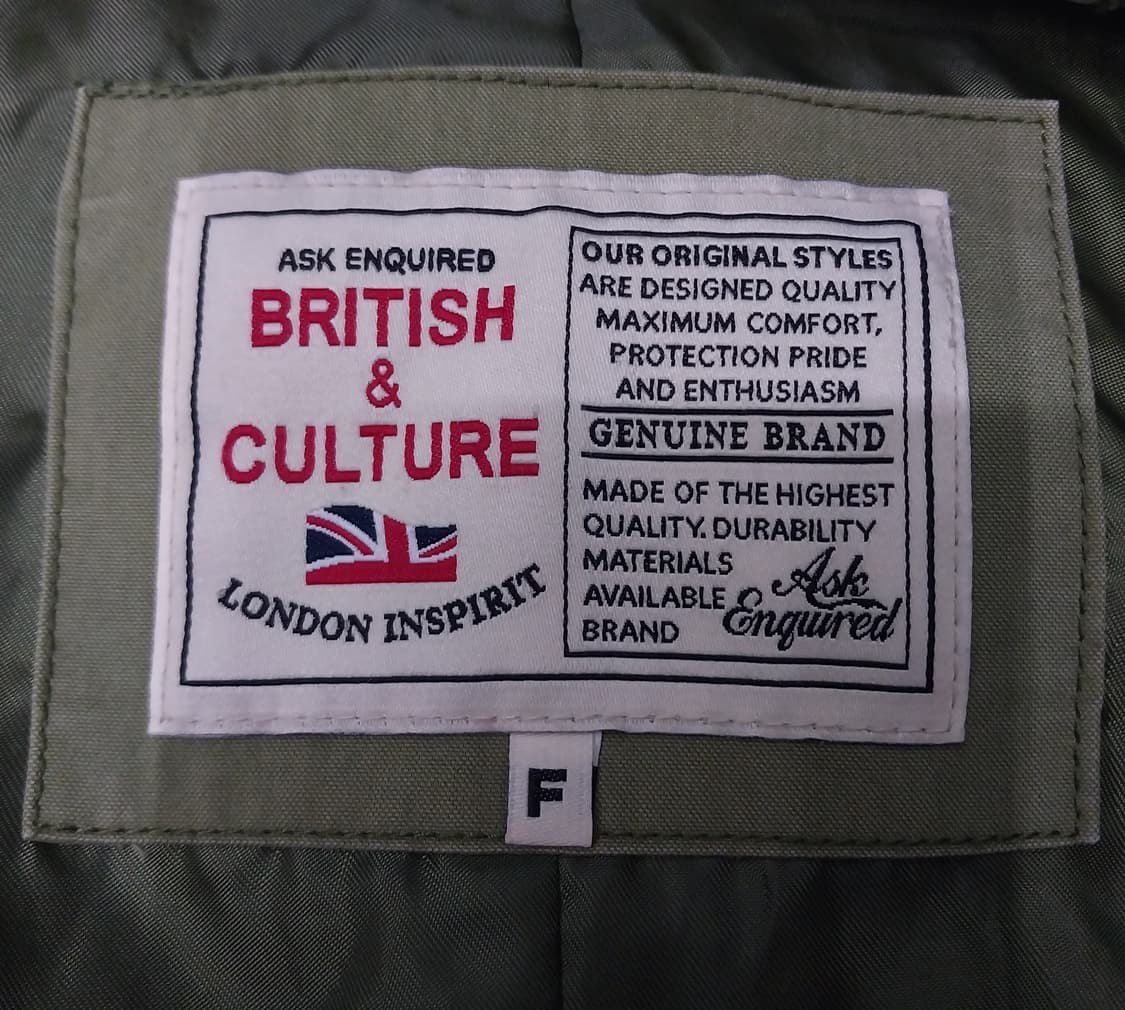 ASK ENQUIRED
BRITISH
&
CULTURE
LONDON INSPIRIT
OUR ORIGINAL STYLES
ARE DESIGNED QUALITY
MAXIMUM COMFORT,
PROTECTION PRIDE
AND ENTHUSIASM
GENUINE BRAND
MADE OF THE HIGHEST
QUALITY. DURABILITY
MATERIALS
AVAILABLE
BRAND
Ask
Enquired
F